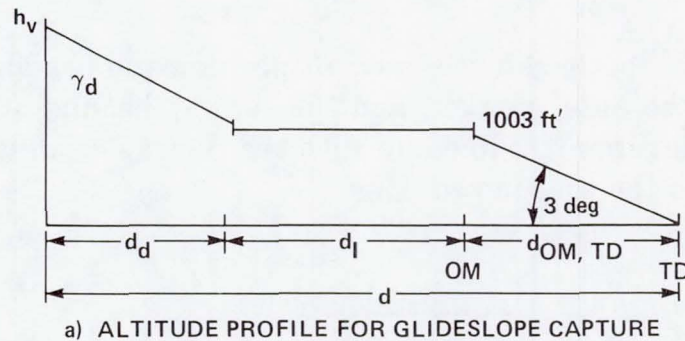 h_v
γ_d
1003 ft
3 deg
d_d
d_l
d_OM, TD
OM
TD
d
a) ALTITUDE PROFILE FOR GLIDESLOPE CAPTURE